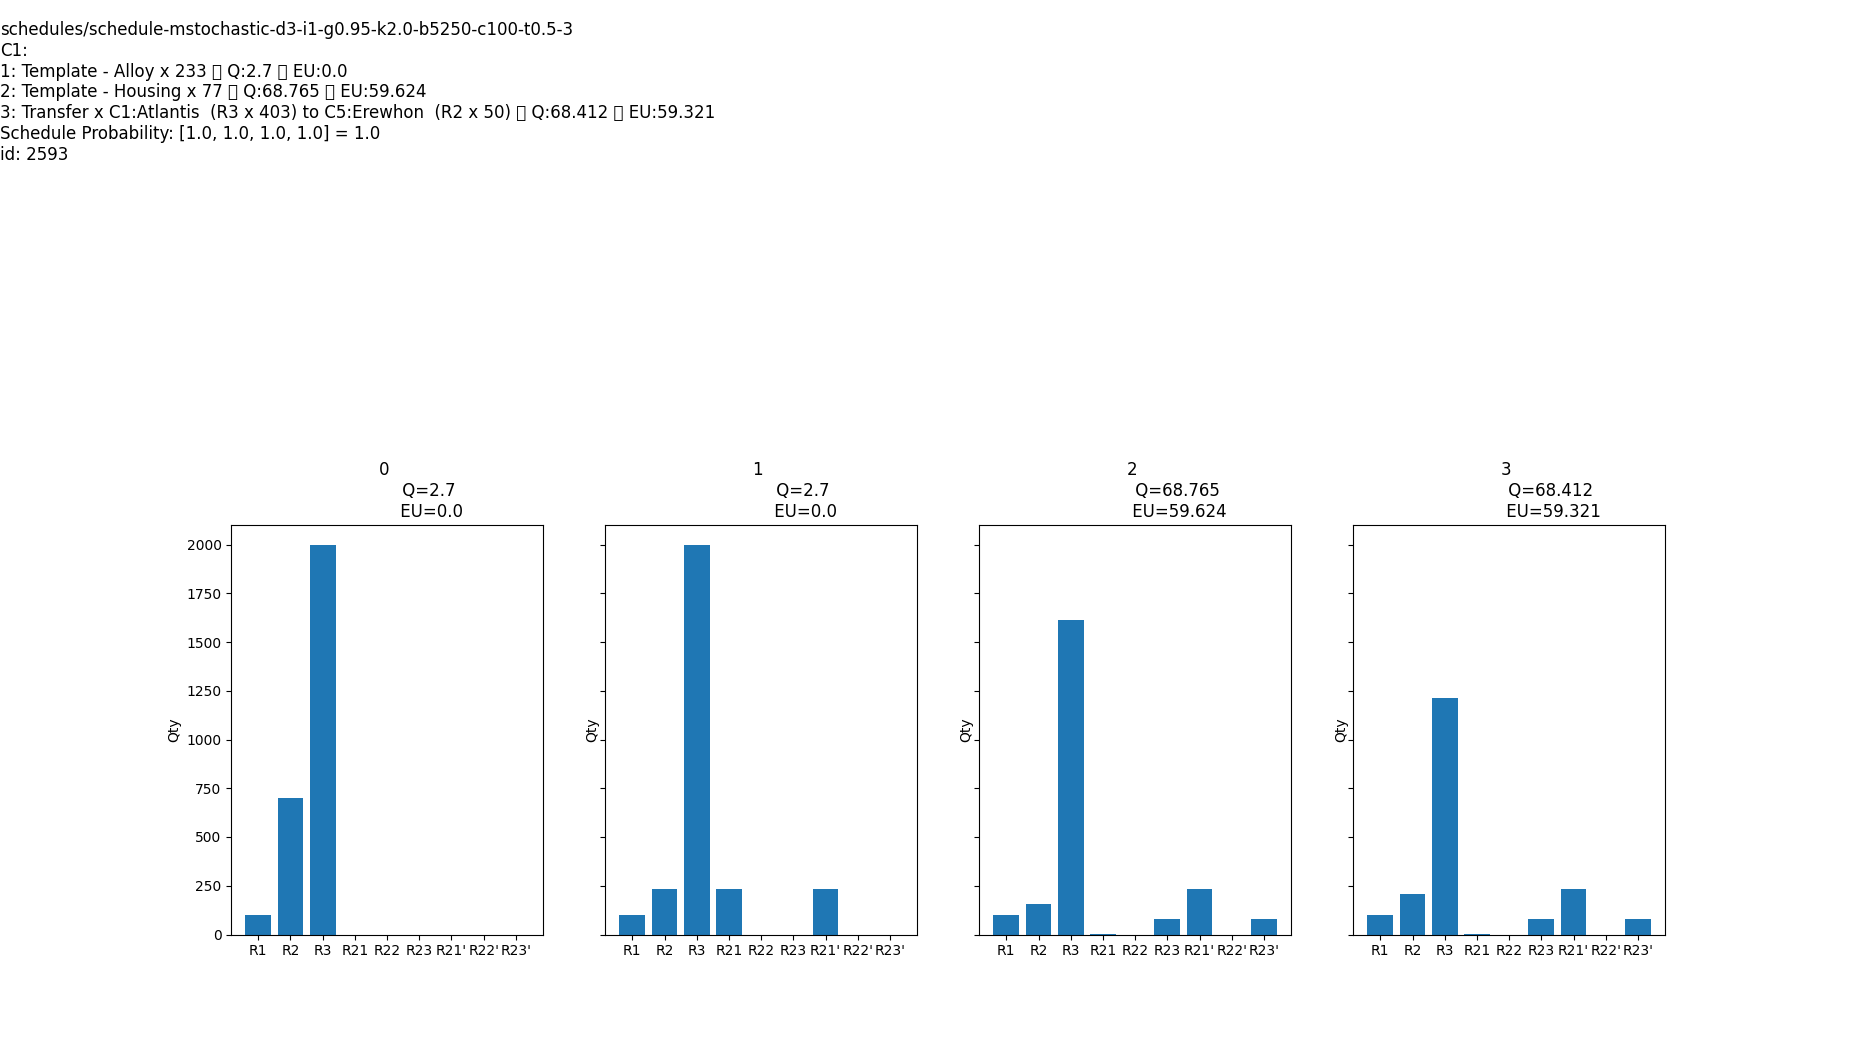 schedules/schedule-mstochastic-d3-i1-g0.95-k2.0-b5250-c100-t0.5-3
C1:
1: Template - Alloy x 233 ▯ Q:2.7 ▯ EU:0.0
2: Template - Housing x 77 ▯ Q:68.765 ▯ EU:59.624
3: Transfer x C1:Atlantis  (R3 x 403) to C5:Erewhon  (R2 x 50) ▯ Q:68.412 ▯ EU:59.321
Schedule Probability: [1.0, 1.0, 1.0, 1.0] = 1.0
id: 2593
0
Q=2.7
EU=0.0
1
Q=2.7
EU=0.0
2
Q=68.765
EU=59.624
3
Q=68.412
EU=59.321
2000
1750
1500
1250
1000
750
500
250
0
Qty
Qty
Qty
Qty
R1 R2 R3 R21 R22 R23 R21' R22' R23'
R1 R2 R3 R21 R22 R23 R21' R22' R23'
R1 R2 R3 R21 R22 R23 R21' R22' R23'
R1 R2 R3 R21 R22 R23 R21' R22' R23'